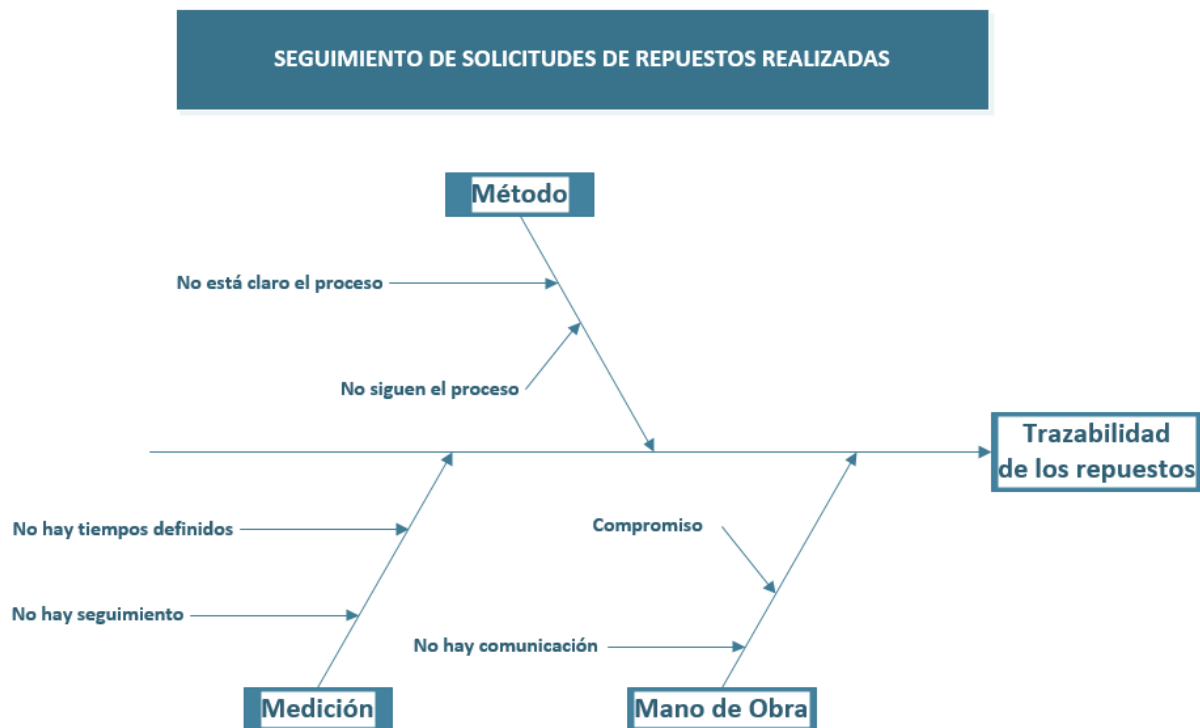 SEGUIMIENTO DE SOLICITUDES DE REPUESTOS REALIZADAS
Método
No está claro el proceso
No siguen el proceso
Trazabilidad
de los repuestos
No hay tiempos definidos
Compromiso
No hay seguimiento
No hay comunicación
Medición
Mano de Obra